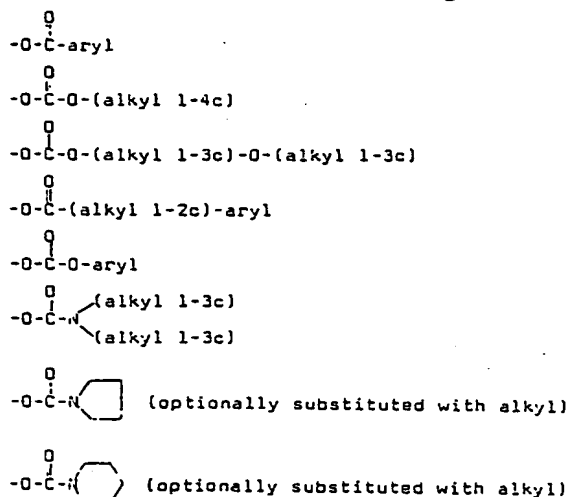 O
-O-C-aryl
O
-O-C-O-(alkyl 1-4c)
O
-O-C-O-(alkyl 1-3c)-O-(alkyl 1-3c)
O
-O-C-(alkyl 1-2c)-aryl
O
-O-C-O-aryl
O
(alkyl 1-3c)
-O-C-N
(alkyl 1-3c)
O
-O-C-N (optionally substituted with alkyl)
O
-O-C-N (optionally substituted with alkyl)